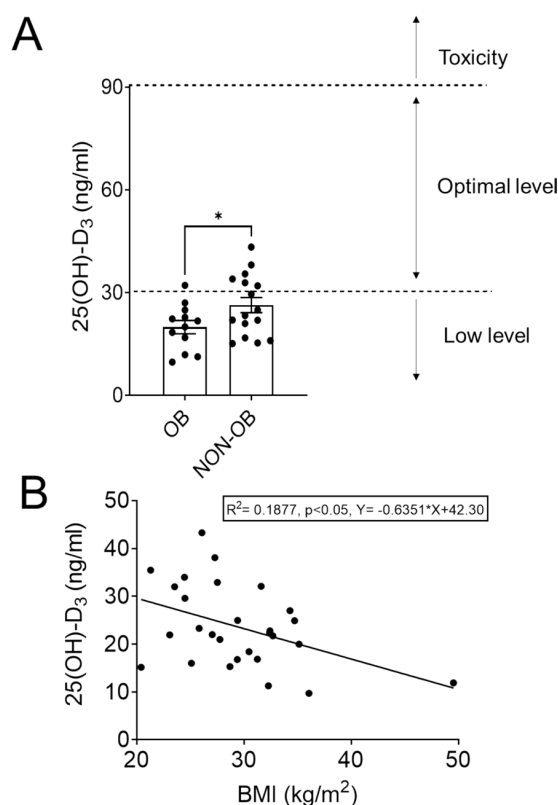 A
Toxicity
90
Optimal level
60
25(OH)-D3 (ng/ml)
*
30
Low level
0
OB
NON-OB
B
50
R2= 0.1877, p<0.05, Y= -0.6351*X+42.30
40
25(OH)-D3 (ng/ml)
30
20
10
0
20
30
40
50
BMI (kg/m2)